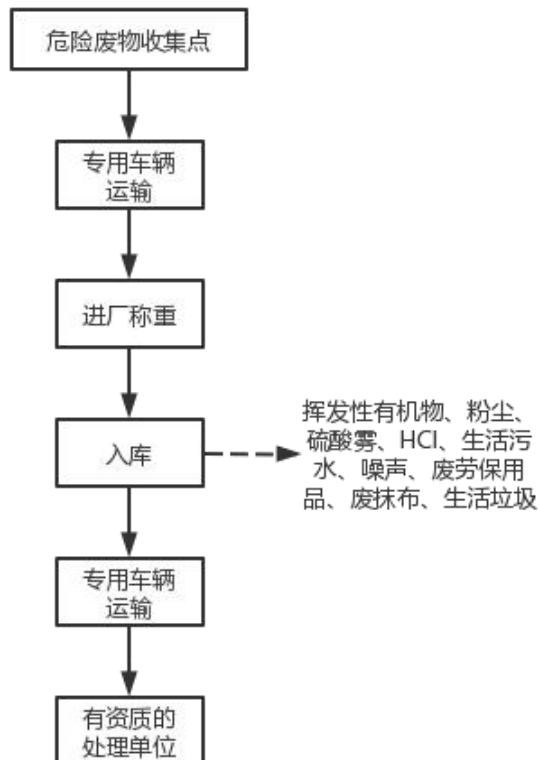 危险废物收集点
专用车辆
运输
进厂称重
入库
挥发性有机物、粉尘、
硫酸雾、HCl、生活污
水、噪声、废劳保用
品、废抹布、生活垃圾
专用车辆
运输
有资质的
处理单位